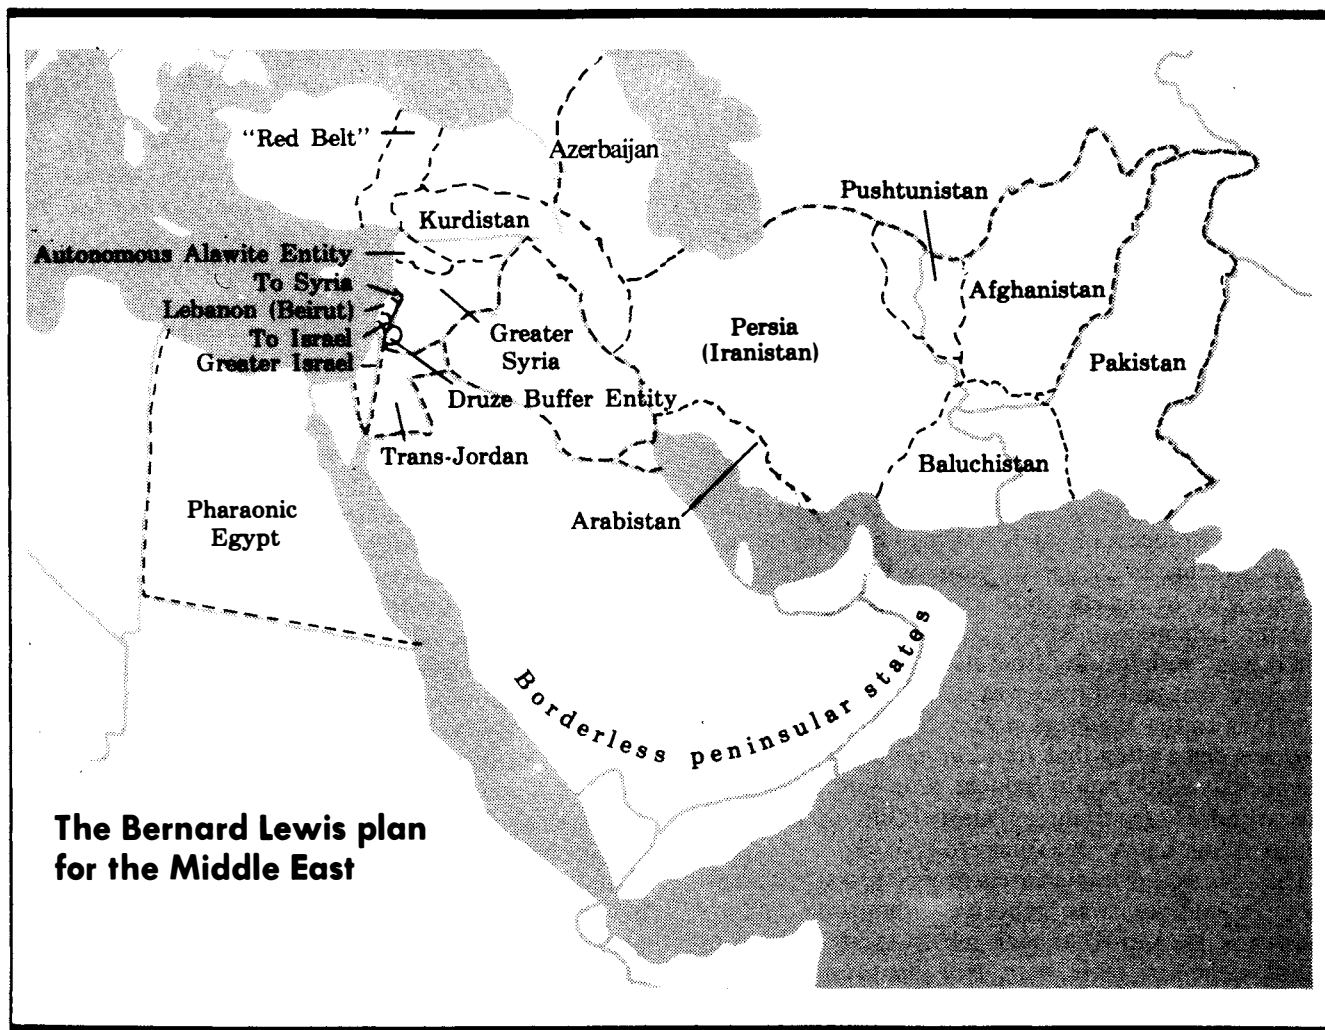 "Red Belt"
Azerbaijan
Pushtunistan
Kurdistan
Autonomous Alawite Entity
To Syria
Lebanon (Beirut)
To Israel
Greater Israel
Afghanistan
Greater
Syria
Persia
(Iranistan)
Pakistan
Druze Buffer Entity
Trans-Jordan
Baluchistan
Arabistan
Pharaonic
Egypt
Borderless peninsular states
The Bernard Lewis plan
for the Middle East